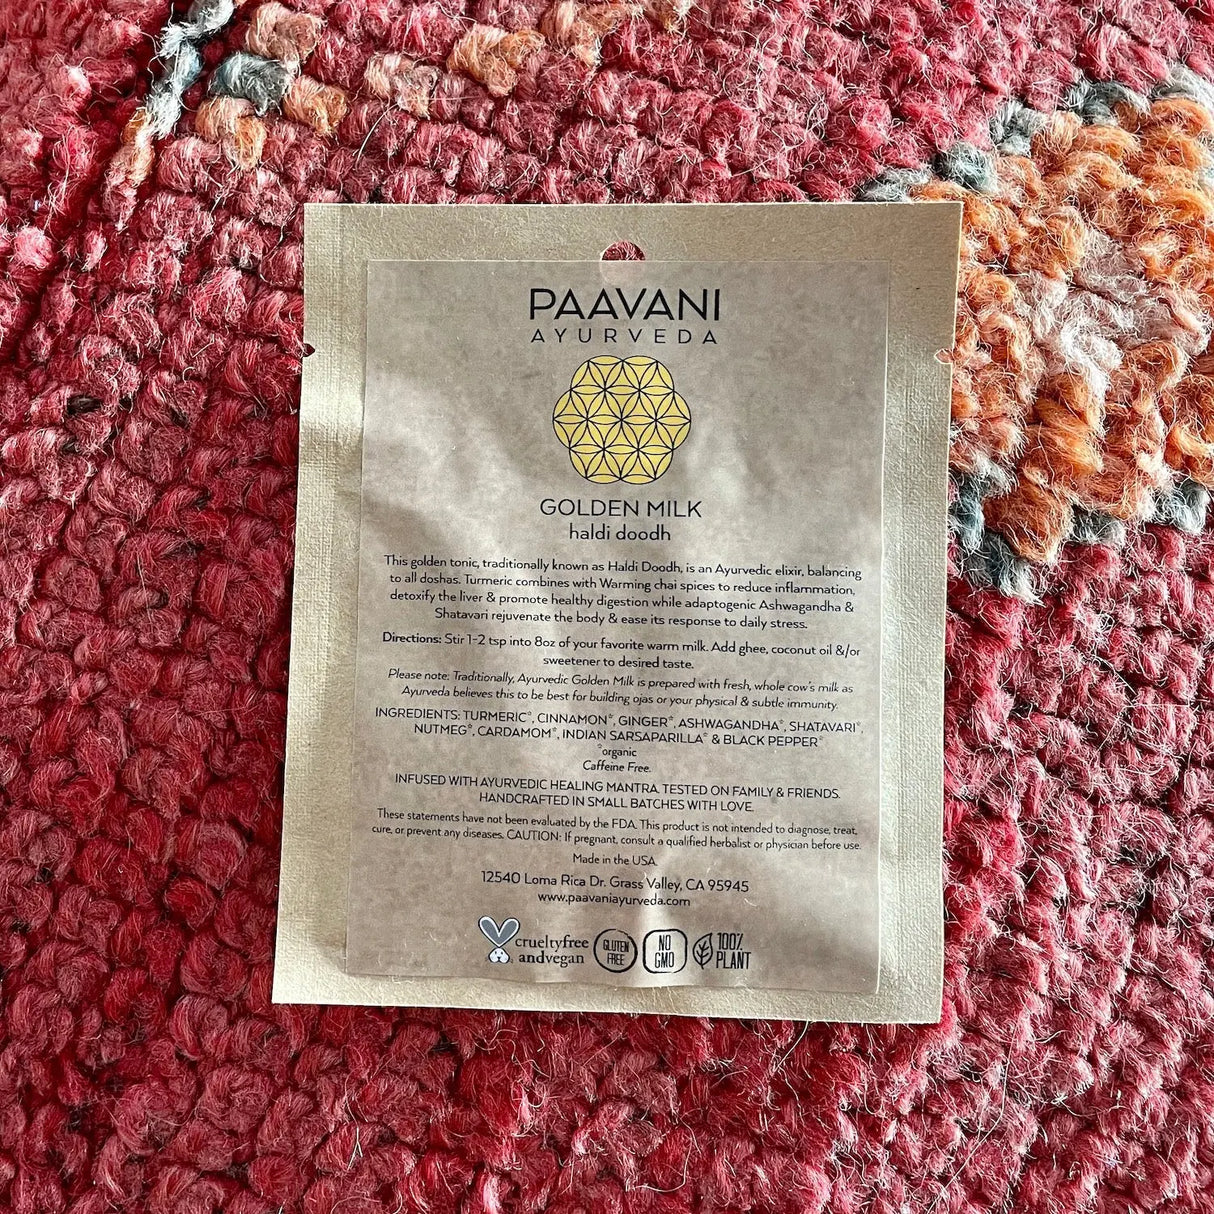 PAAVANI
AYURVEDA
GOLDEN MILK
haldi doodh
This golden tonic, traditionally known as Haldi Doodh, is an Ayurvedic elixir, balancing
to all doshas. Turmeric combines with Warming chai spices to reduce inflammation,
detoxify the liver & promote healthy digestion while adaptogenic Ashwagandha &
Shatavari rejuvenate the body & ease its response to daily stress.
Directions: Stir 1-2 tsp into 8oz of your favorite warm milk. Add ghee, coconut oil &/or
sweetener to desired taste.
Please note: Traditionally, Ayurvedic Golden Milk is prepared with fresh, whole cow's milk as
Ayurveda believes this to be best for building ojas or your physical & subtle immunity.
INGREDIENTS: TURMERIC*, CINNAMON*, GINGER*, ASHWAGANDHA*, SHATAVARI*,
NUTMEG*, CARDAMOM*, INDIAN SARSAPARILLA* & BLACK PEPPER*
*organic
Caffeine Free.
INFUSED WITH AYURVEDIC HEALING MANTRA. TESTED ON FAMILY & FRIENDS.
HANDCRAFTED IN SMALL BATCHES WITH LOVE.
These statements have not been evaluated by the FDA. This product is not intended to diagnose, treat,
cure, or prevent any diseases. CAUTION: If pregnant, consult a qualified herbalist or physician before use.
Made in the USA.
12540 Loma Rica Dr. Grass Valley, CA 95945
www.paavaniayurveda.com
crueltyfree
andvegan
GLUTEN
FREE
NO
GMO
100%
PLANT